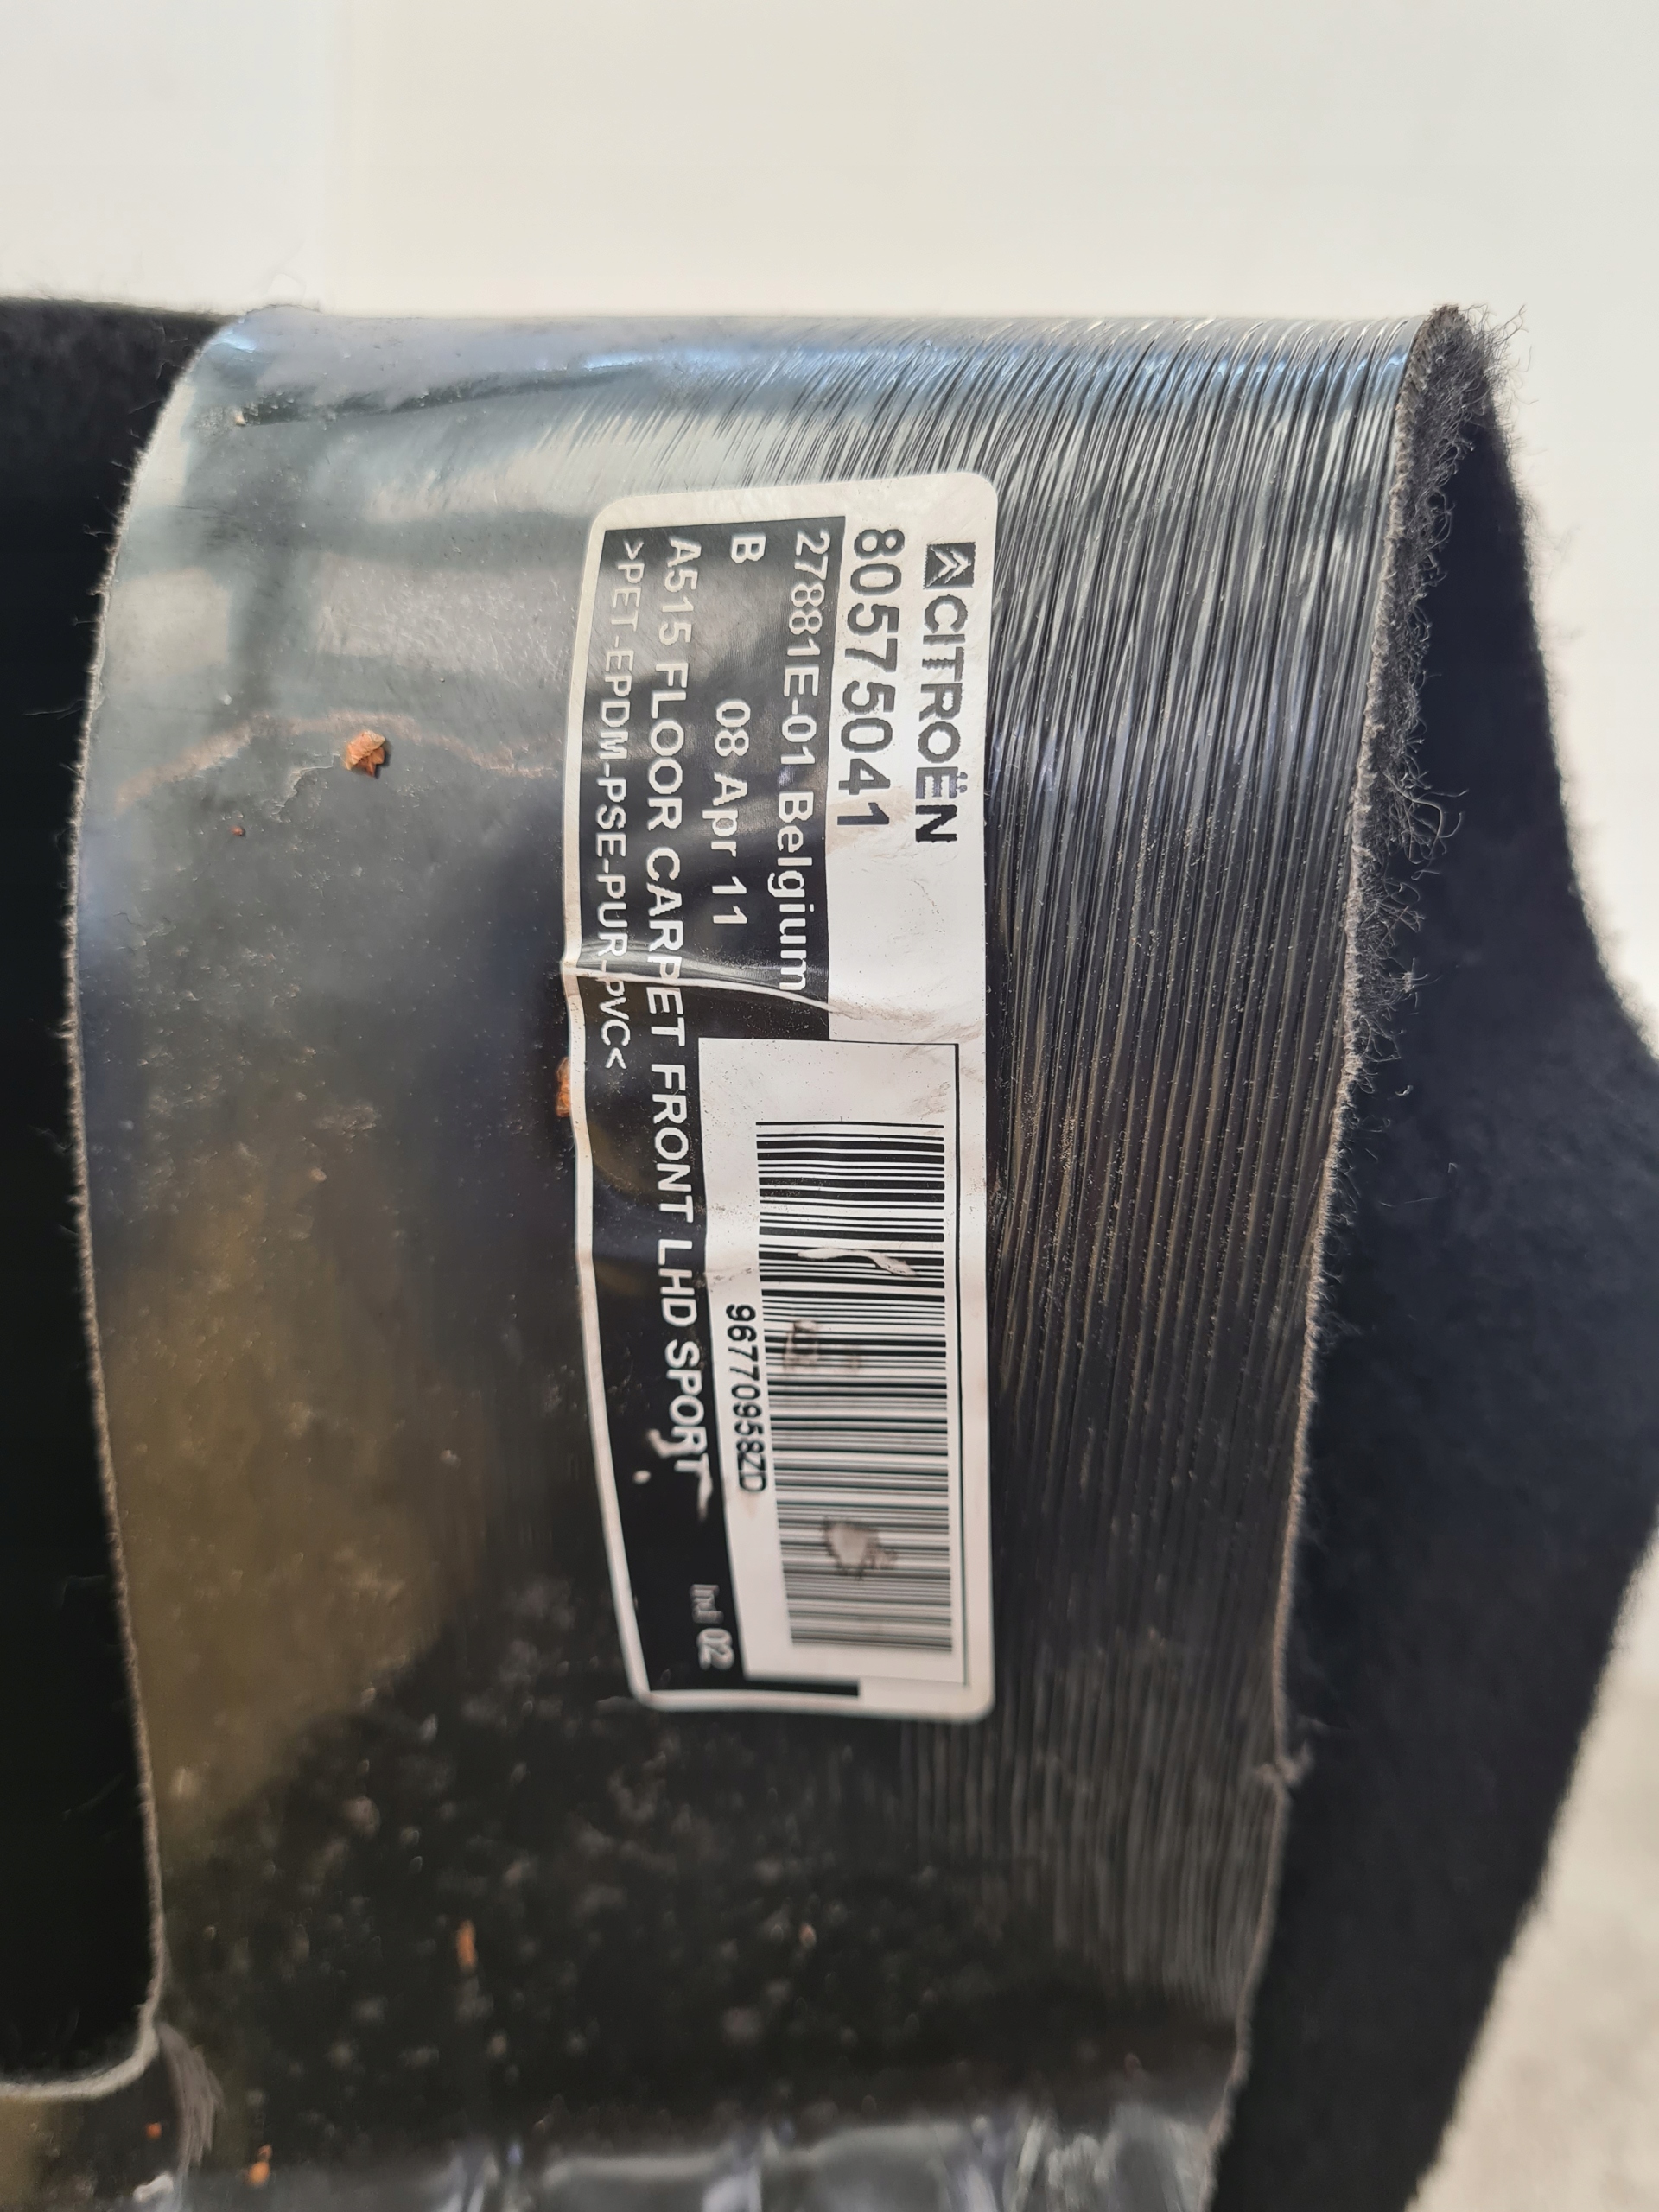 CITROËN
80575041
27881E-01 Belgium
B 08 Apr 11
96770958ZD
A515 FLOOR CARPET FRONT LHD SPORT
Ind 02
>PET-EPDM-PSE-PUR-PVC<